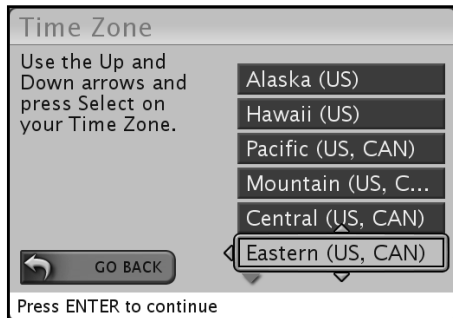 Time Zone
Use the Up and
Down arrows and
press Select on
your Time Zone.
Alaska (US)
Hawaii (US)
Pacific (US, CAN)
Mountain (US, C...
Central (US, CAN)
Eastern (US, CAN)
GO BACK
Press ENTER to continue